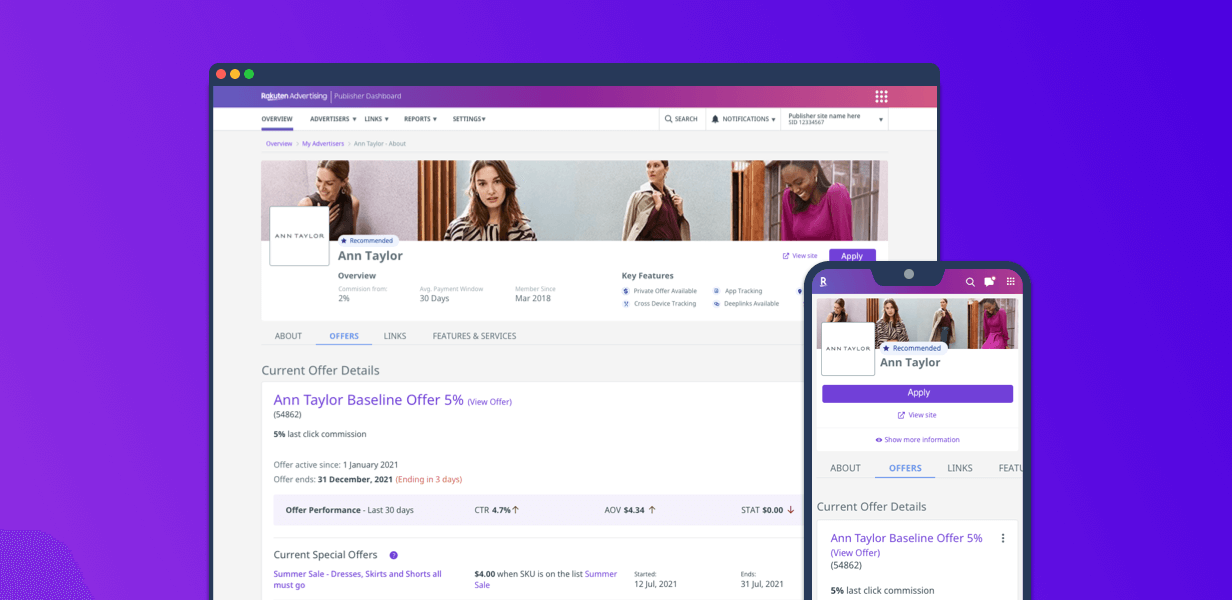 Rakuten Advertising | Publisher Dashboard
OVERVIEW ADVERTISERS LINKS REPORTS SETTINGS SEARCH NOTIFICATIONS Publisher site name here
SID 12334567
Overview > My Advertisers > Ann Taylor - About
ANN TAYLOR
Recommended
Ann Taylor
View site
Apply
Overview
Commission from:
2%
Avg. Payment Window
30 Days
Member Since
Mar 2018
Key Features
Private Offer Available
App Tracking
Cross Device Tracking
Deeplinks Available
ABOUT OFFERS LINKS FEATURES & SERVICES
Current Offer Details
Ann Taylor Baseline Offer 5% (View Offer)
(54862)
5% last click commission
Offer active since: 1 January 2021
Offer ends: 31 December, 2021 (Ending in 3 days)
Offer Performance - Last 30 days CTR 4.7% AOV $4.34 STAT $0.00
Current Special Offers ?
Summer Sale - Dresses, Skirts and Shorts all
must go
$4.00 when SKU is on the list Summer
Sale
Started:
12 Jul, 2021
Ends:
31 Jul, 2021
R
ANN TAYLOR
Recommended
Ann Taylor
Apply
View site
Show more information
ABOUT OFFERS LINKS FEATU
Current Offer Details
Ann Taylor Baseline Offer 5%
(View Offer)
(54862)
5% last click commission